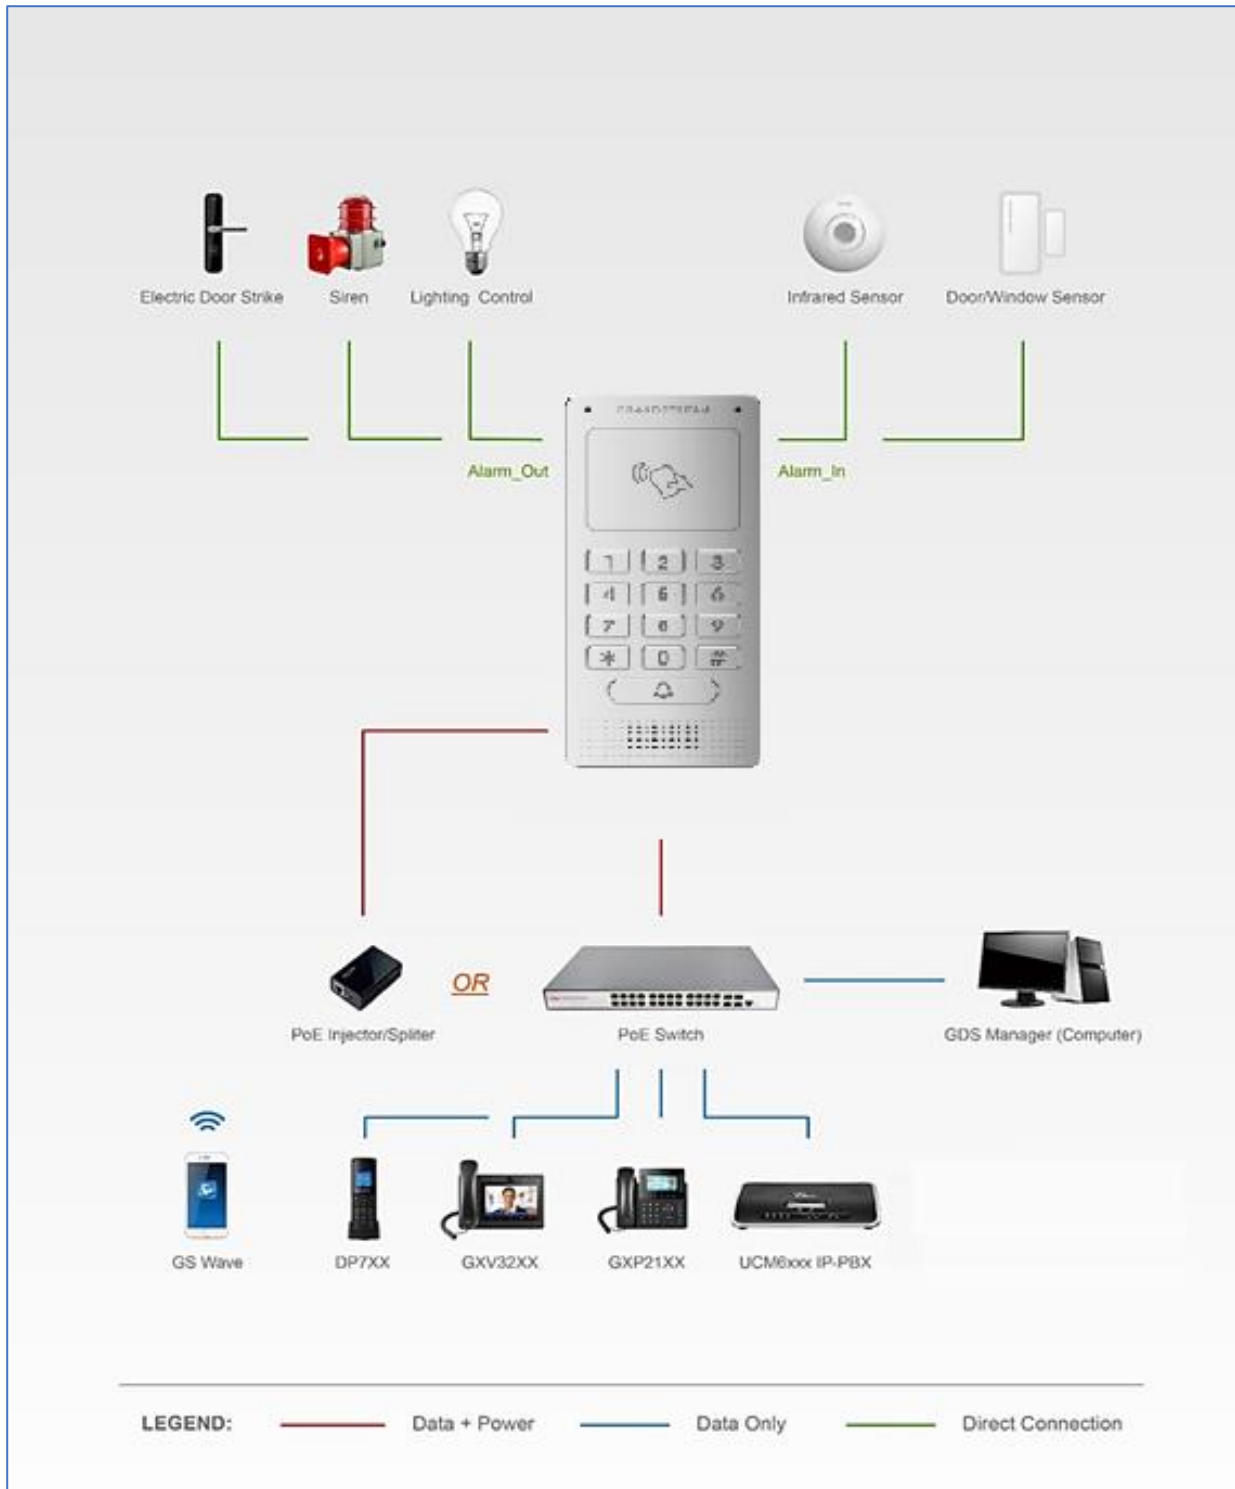 Electric Door Strike
Siren
Lighting Control
Infrared Sensor
Door/Window Sensor
GRANDSTREAM
Alarm_Out
Alarm_In
1 2 3
4 5 6
7 8 9
* 0 #
OR
PoE Injector/Spliter
PoE Switch
GDS Manager (Computer)
GS Wave
DP7XX
GXV32XX
GXP21XX
UCM6xxx IP-PBX
LEGEND:
Data + Power
Data Only
Direct Connection